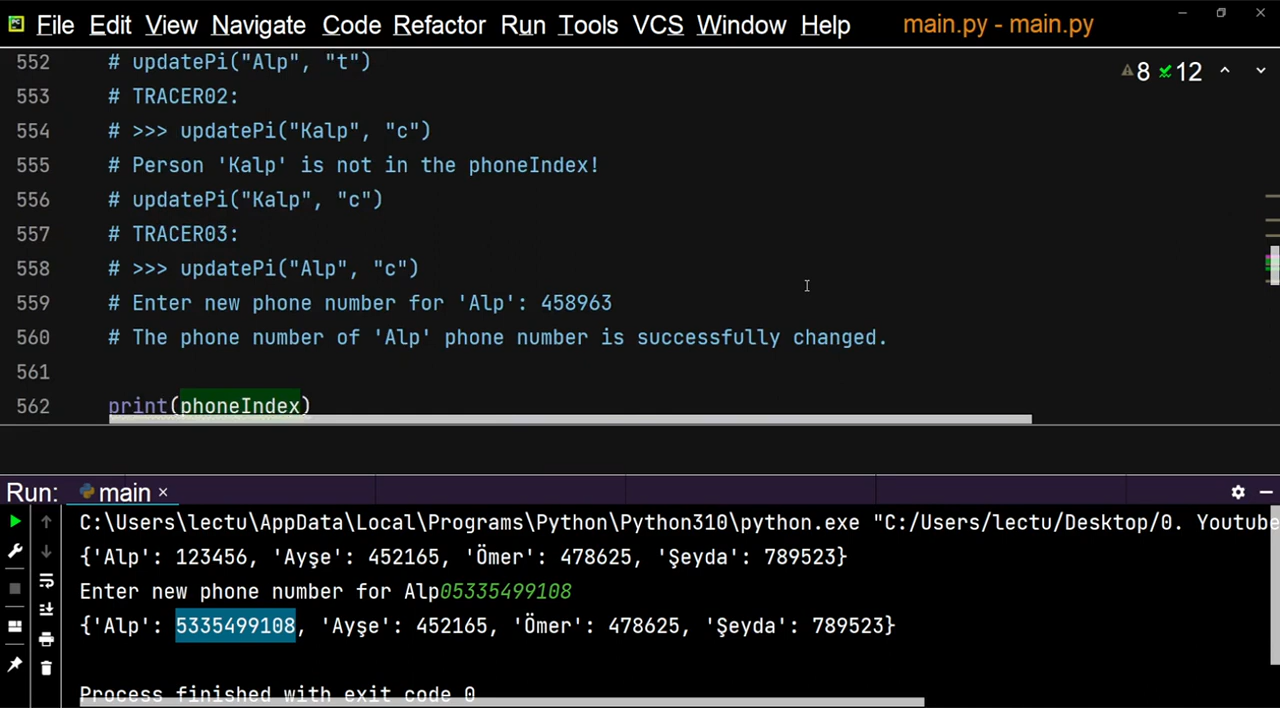 File Edit View Navigate Code Refactor Run Tools VCS Window Help main.py - main.py
8 12
552 # updatePi("Alp", "t")
553 # TRACER02:
554 # >>> updatePi("Kalp", "c")
555 # Person 'Kalp' is not in the phoneIndex!
556 # updatePi("Kalp", "c")
557 # TRACER03:
558 # >>> updatePi("Alp", "c")
559 # Enter new phone number for 'Alp': 458963
560 # The phone number of 'Alp' phone number is successfully changed.
561
562 print(phoneIndex)
Run: main ×
C:\Users\lectu\AppData\Local\Programs\Python\Python310\python.exe "C:/Users/lectu/Desktop/0. Youtube
{'Alp': 123456, 'Ayşe': 452165, 'Ömer': 478625, 'Şeyda': 789523}
Enter new phone number for Alp05335499108
{'Alp': 5335499108, 'Ayşe': 452165, 'Ömer': 478625, 'Şeyda': 789523}
Process finished with exit code 0